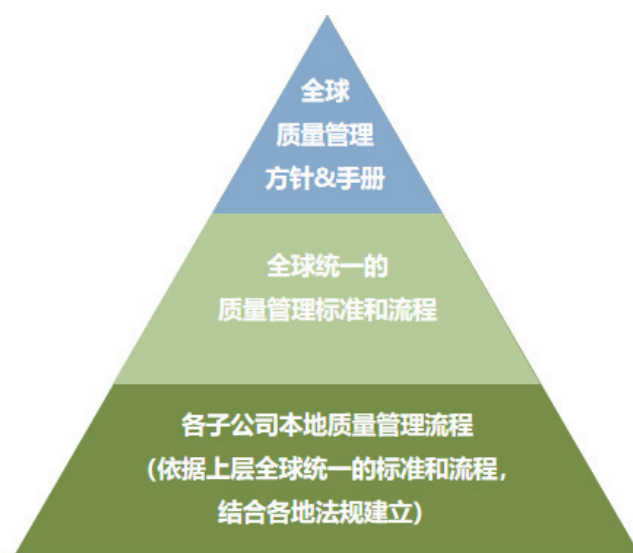 全球
质量管理
方针&手册
全球统一的
质量管理标准和流程
各子公司本地质量管理流程
（依据上层全球统一的标准和流程，
结合各地法规建立）